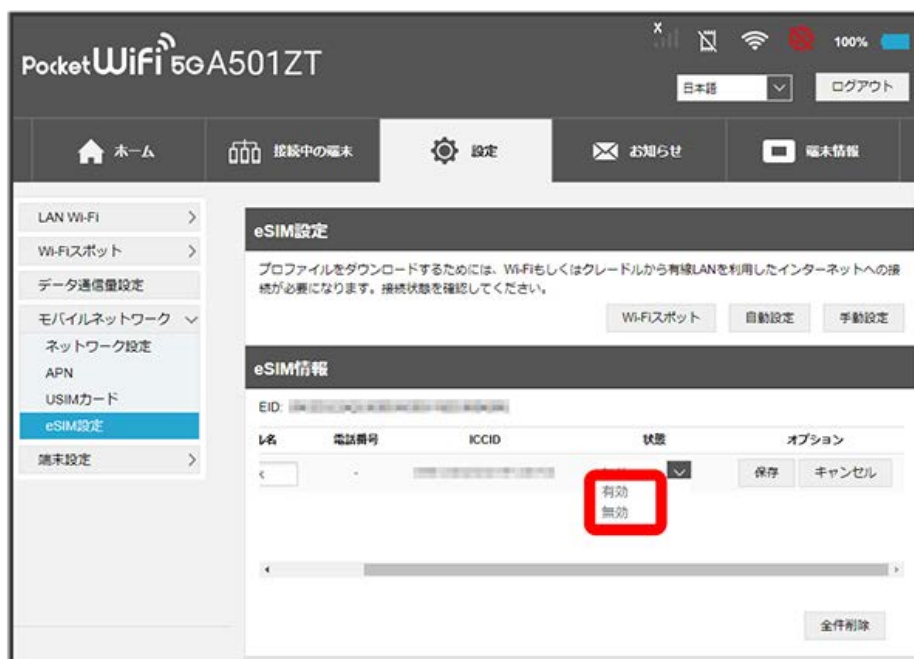 Pocket WiFi 5G A501ZT
100%
日本語
ログアウト
ホーム
接続中の端末
設定
お知らせ
端末情報
LAN Wi-Fi
Wi-Fiスポット
データ通信量設定
モバイルネットワーク
ネットワーク設定
APN
USIMカード
eSIM設定
端末設定
eSIM設定
プロファイルをダウンロードするためには、Wi-Fiもしくはクレードルから有線LANを利用したインターネットへの接
続が必要になります。接続状態を確認してください。
Wi-Fiスポット 自動設定 手動設定
eSIM情報
EID:
ル名 電話番号 ICCID 状態 オプション
- 保存 キャンセル
有効
無効
全件削除